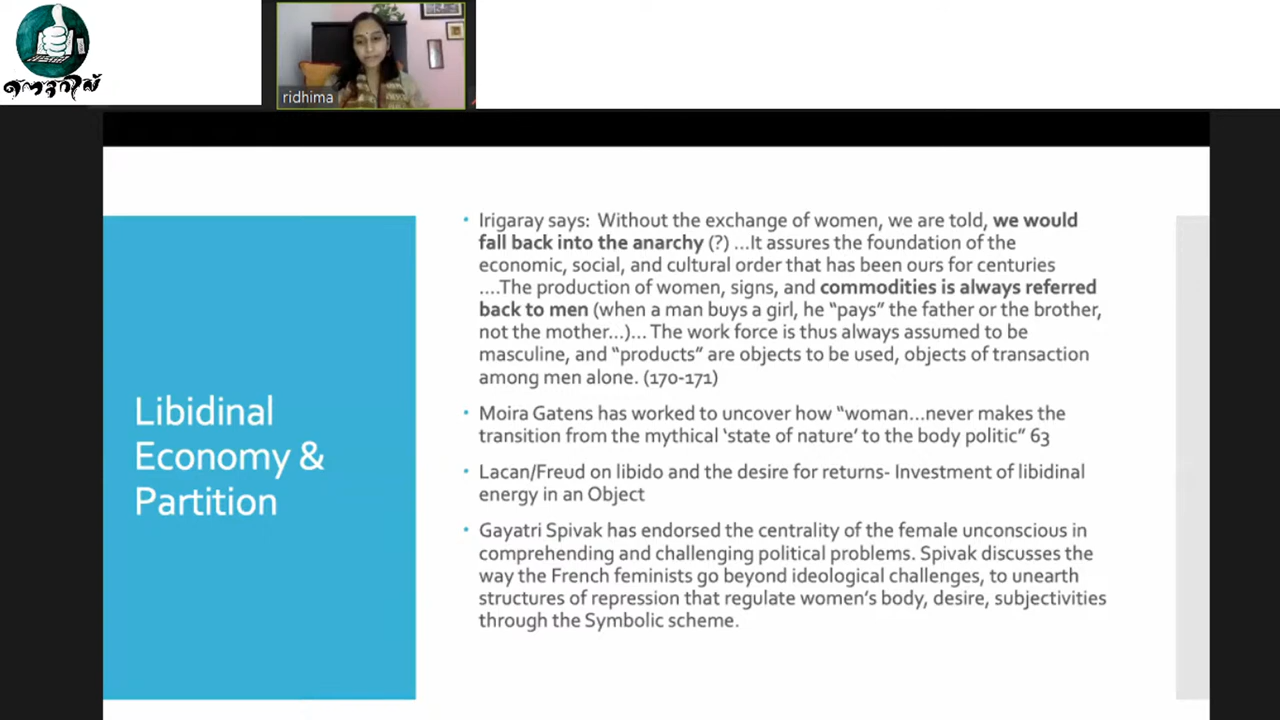 ridhima
Libidinal
Economy &
Partition
• Irigaray says: Without the exchange of women, we are told, we would
fall back into the anarchy (?) ...It assures the foundation of the
economic, social, and cultural order that has been ours for centuries
....The production of women, signs, and commodities is always referred
back to men (when a man buys a girl, he “pays” the father or the brother,
not the mother...)... The work force is thus always assumed to be
masculine, and “products” are objects to be used, objects of transaction
among men alone. (170-171)
• Moira Gatens has worked to uncover how “woman...never makes the
transition from the mythical ‘state of nature’ to the body politic” 63
• Lacan/Freud on libido and the desire for returns- Investment of libidinal
energy in an Object
• Gayatri Spivak has endorsed the centrality of the female unconscious in
comprehending and challenging political problems. Spivak discusses the
way the French feminists go beyond ideological challenges, to unearth
structures of repression that regulate women’s body, desire, subjectivities
through the Symbolic scheme.